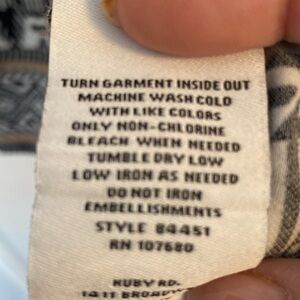 TURN GARMENT INSIDE OUT
MACHINE WASH COLD
WITH LIKE COLORS
ONLY NON-CHLORINE
BLEACH WHEN NEEDED
TUMBLE DRY LOW
LOW IRON AS NEEDED
DO NOT IRON
EMBELLISHMENTS
STYLE 84451
RN 107680
RUBY RD.
1411